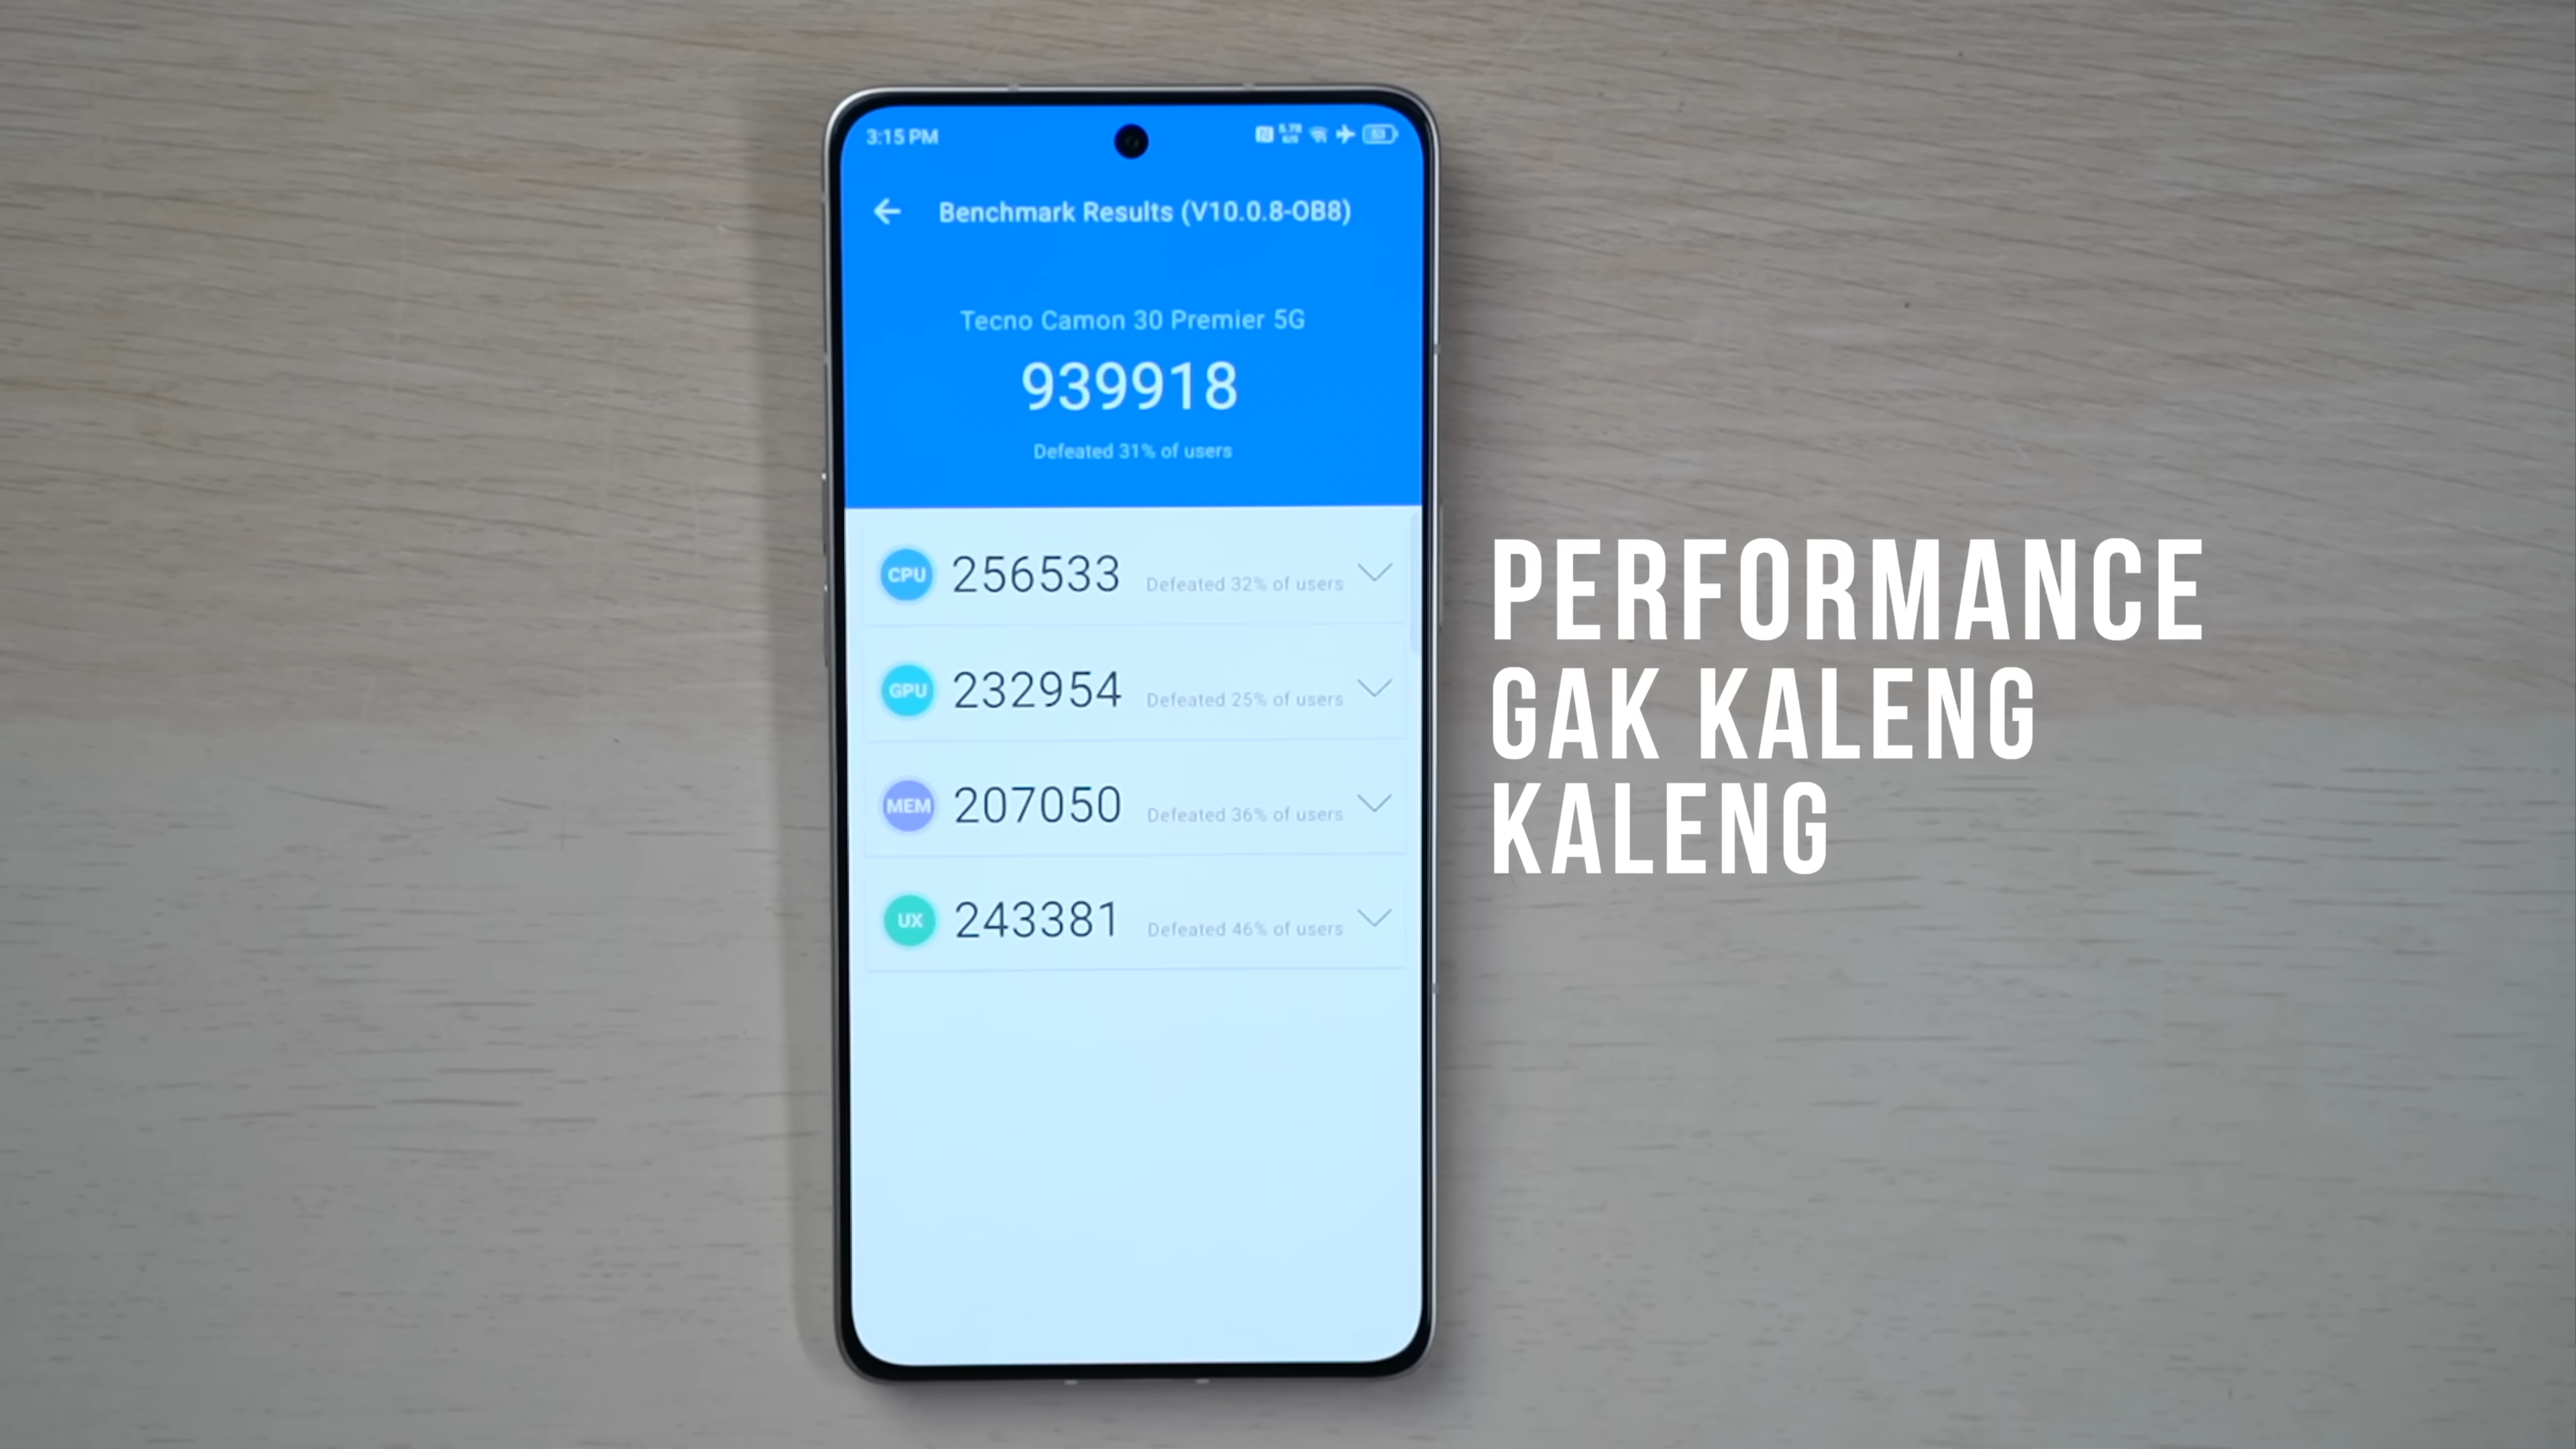 3:15 PM
Benchmark Results (V10.0.8-OB8)
Tecno Camon 30 Premier 5G
939918
Defeated 31% of users
CPU 256533 Defeated 32% of users
GPU 232954 Defeated 25% of users
MEM 207050 Defeated 36% of users
UX 243381 Defeated 46% of users
PERFORMANCE
GAK KALENG
KALENG